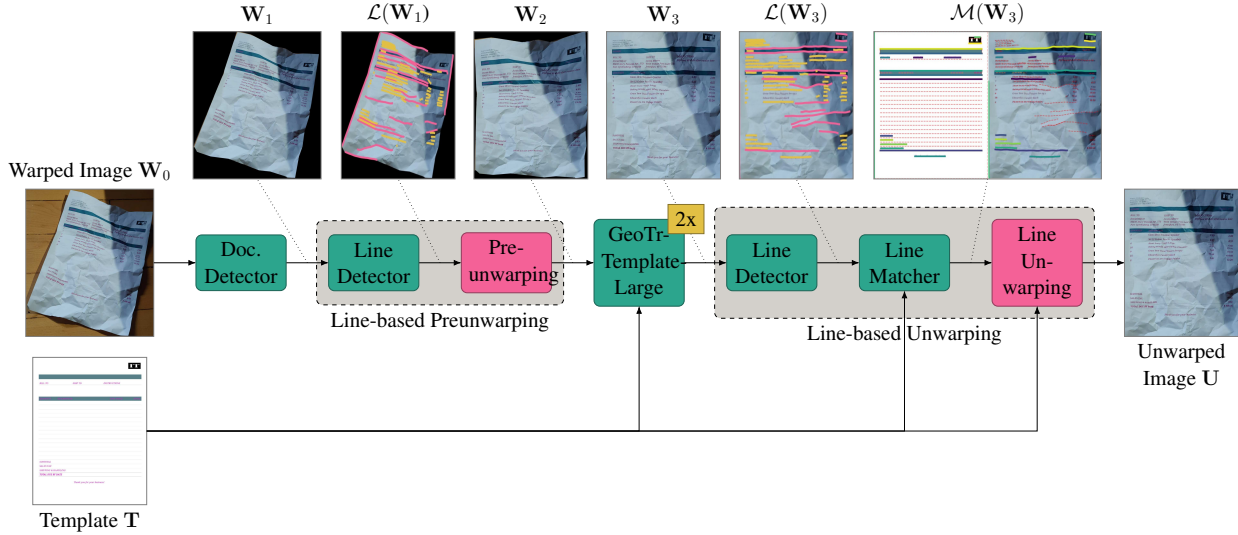 W₁
ℒ(W₁)
W₂
W₃
ℒ(W₃)
ℳ(W₃)
Warped Image W₀
2x
Doc.
Detector
Line
Detector
Pre-
unwarping
GeoTr-
Template-
Large
Line
Detector
Line
Matcher
Line
Un-
warping
Line-based Preunwarping
Line-based Unwarping
Unwarped
Image U
Template T